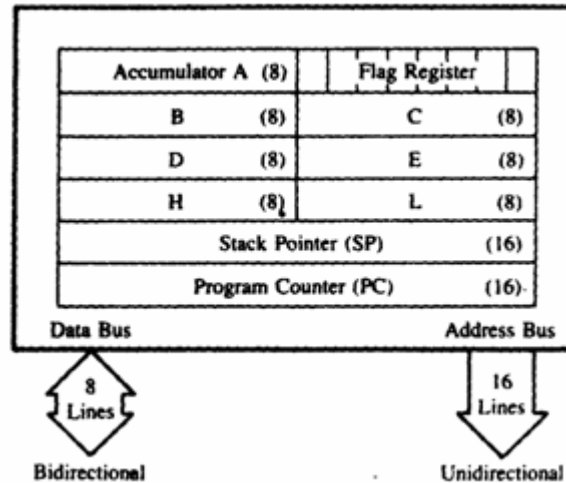 Accumulator A (8) Flag Register
B (8) C (8)
D (8) E (8)
H (8) L (8)
Stack Pointer (SP) (16)
Program Counter (PC) (16)
Data Bus Address Bus
8 Lines 16 Lines
Bidirectional Unidirectional